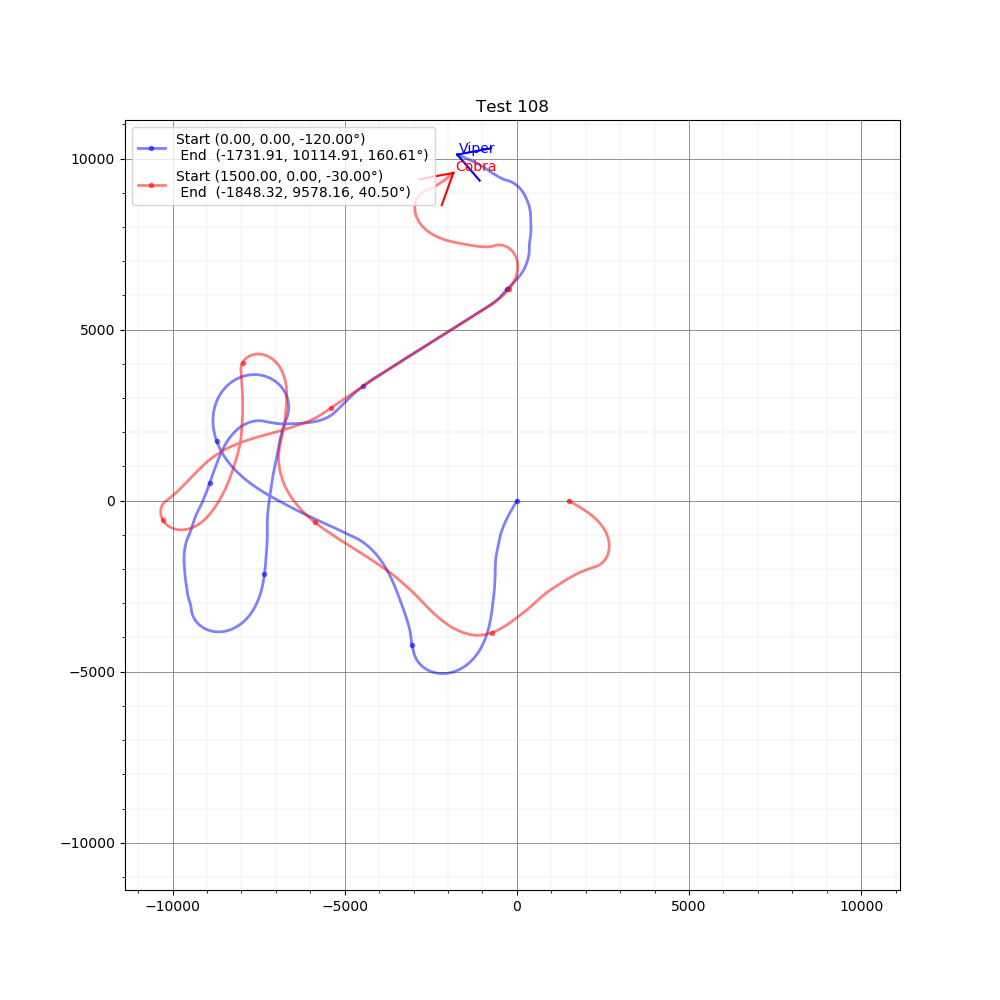 Test 108
Start (0.00, 0.00, -120.00°)
End (-1731.91, 10114.91, 160.61°)
Start (1500.00, 0.00, -30.00°)
End (-1848.32, 9578.16, 40.50°)
Viper
Cobra
10000
5000
0
−5000
−10000
−10000 −5000 0 5000 10000